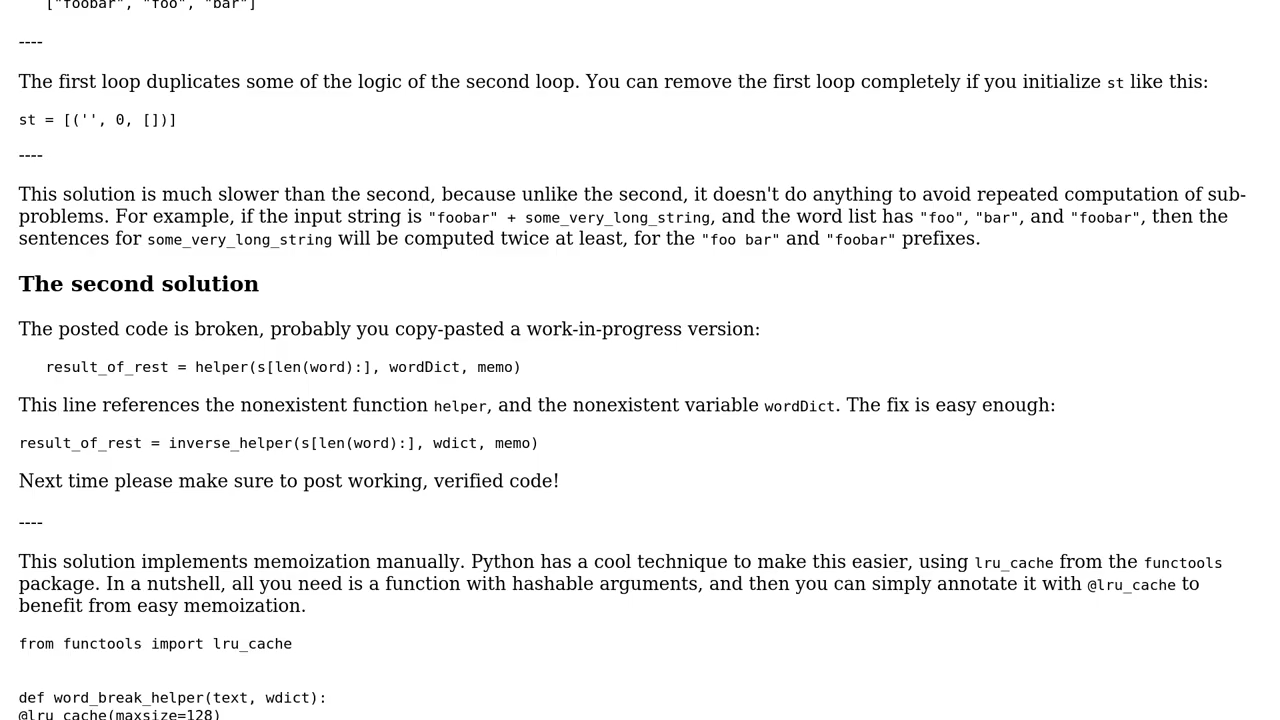 ["foobar", "foo", "bar"]
----
The first loop duplicates some of the logic of the second loop. You can remove the first loop completely if you initialize st like this:
st = [('', 0, [])]
----
This solution is much slower than the second, because unlike the second, it doesn't do anything to avoid repeated computation of sub-
problems. For example, if the input string is "foobar" + some_very_long_string, and the word list has "foo", "bar", and "foobar", then the
sentences for some_very_long_string will be computed twice at least, for the "foo bar" and "foobar" prefixes.
The second solution
The posted code is broken, probably you copy-pasted a work-in-progress version:
result_of_rest = helper(s[len(word):], wordDict, memo)
This line references the nonexistent function helper, and the nonexistent variable wordDict. The fix is easy enough:
result_of_rest = inverse_helper(s[len(word):], wdict, memo)
Next time please make sure to post working, verified code!
----
This solution implements memoization manually. Python has a cool technique to make this easier, using lru_cache from the functools
package. In a nutshell, all you need is a function with hashable arguments, and then you can simply annotate it with @lru_cache to
benefit from easy memoization.
from functools import lru_cache
def word_break_helper(text, wdict):
@lru_cache(maxsize=128)